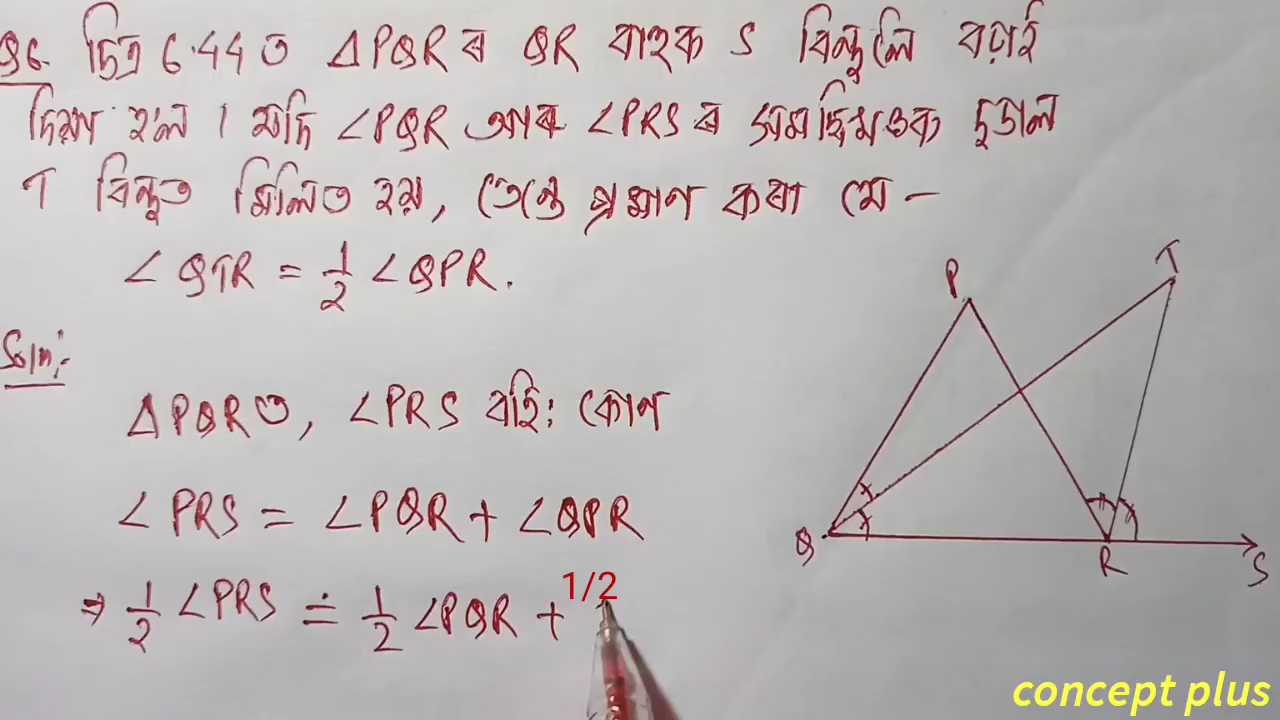 Q6. চিত্ৰ 6.44 ত ΔPQR ৰ QR বাহুক S বিন্দুলৈ বঢ়াই
দিয়া হ'ল । যদি ∠PQR আৰু ∠PRS ৰ সমদ্বিখণ্ডক দুডাল
T বিন্দুত মিলিত হয়, তেন্তে প্ৰমাণ কৰা যে –
∠QTR = 1/2 ∠QPR.
Soln:-
ΔPQR ত, ∠PRS বহি: কোণ
∠PRS = ∠PQR + ∠QPR
⇒ 1/2 ∠PRS = 1/2 ∠PQR + 1/2
P
T
Q
R
S
concept plus